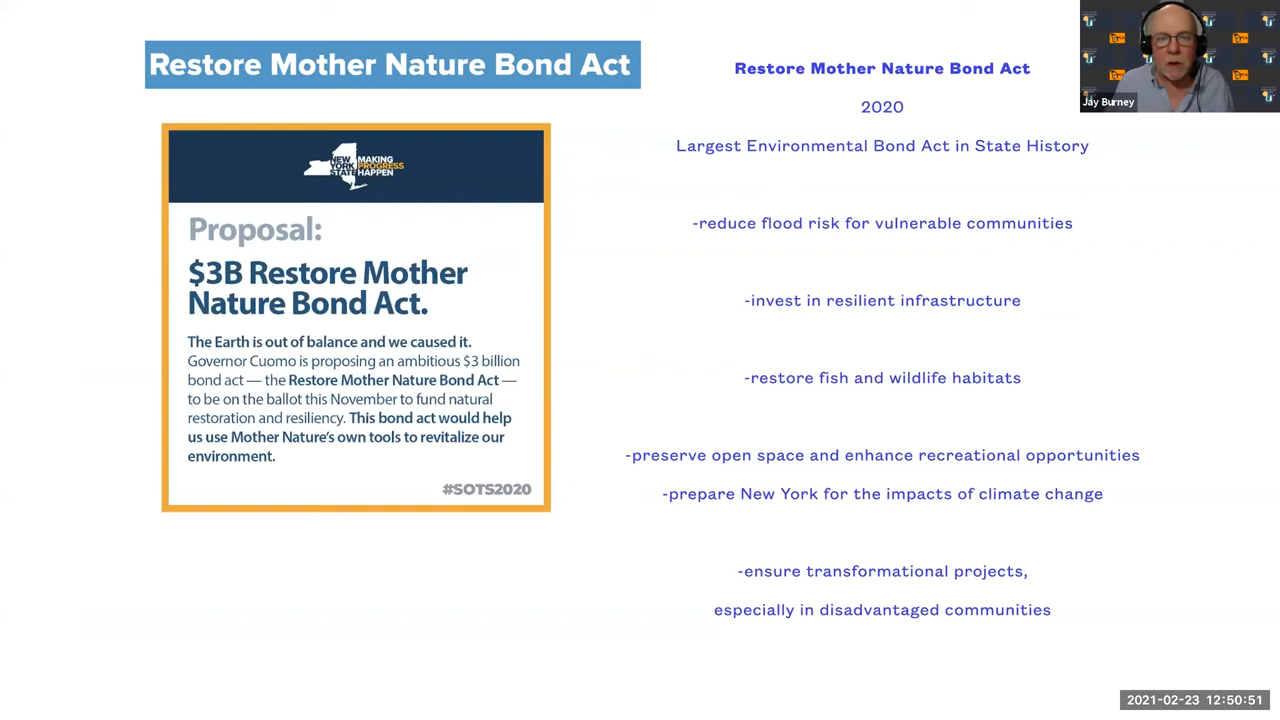 Restore Mother Nature Bond Act
NEW
YORK
STATE
MAKING
PROGRESS
HAPPEN
Proposal:
$3B Restore Mother
Nature Bond Act.
The Earth is out of balance and we caused it.
Governor Cuomo is proposing an ambitious $3 billion
bond act — the Restore Mother Nature Bond Act —
to be on the ballot this November to fund natural
restoration and resiliency. This bond act would help
us use Mother Nature's own tools to revitalize our
environment.
#SOTS2020
Restore Mother Nature Bond Act
2020
Largest Environmental Bond Act in State History
-reduce flood risk for vulnerable communities
-invest in resilient infrastructure
-restore fish and wildlife habitats
-preserve open space and enhance recreational opportunities
-prepare New York for the impacts of climate change
-ensure transformational projects,
especially in disadvantaged communities
Jay Burney
2021-02-23 12:50:51